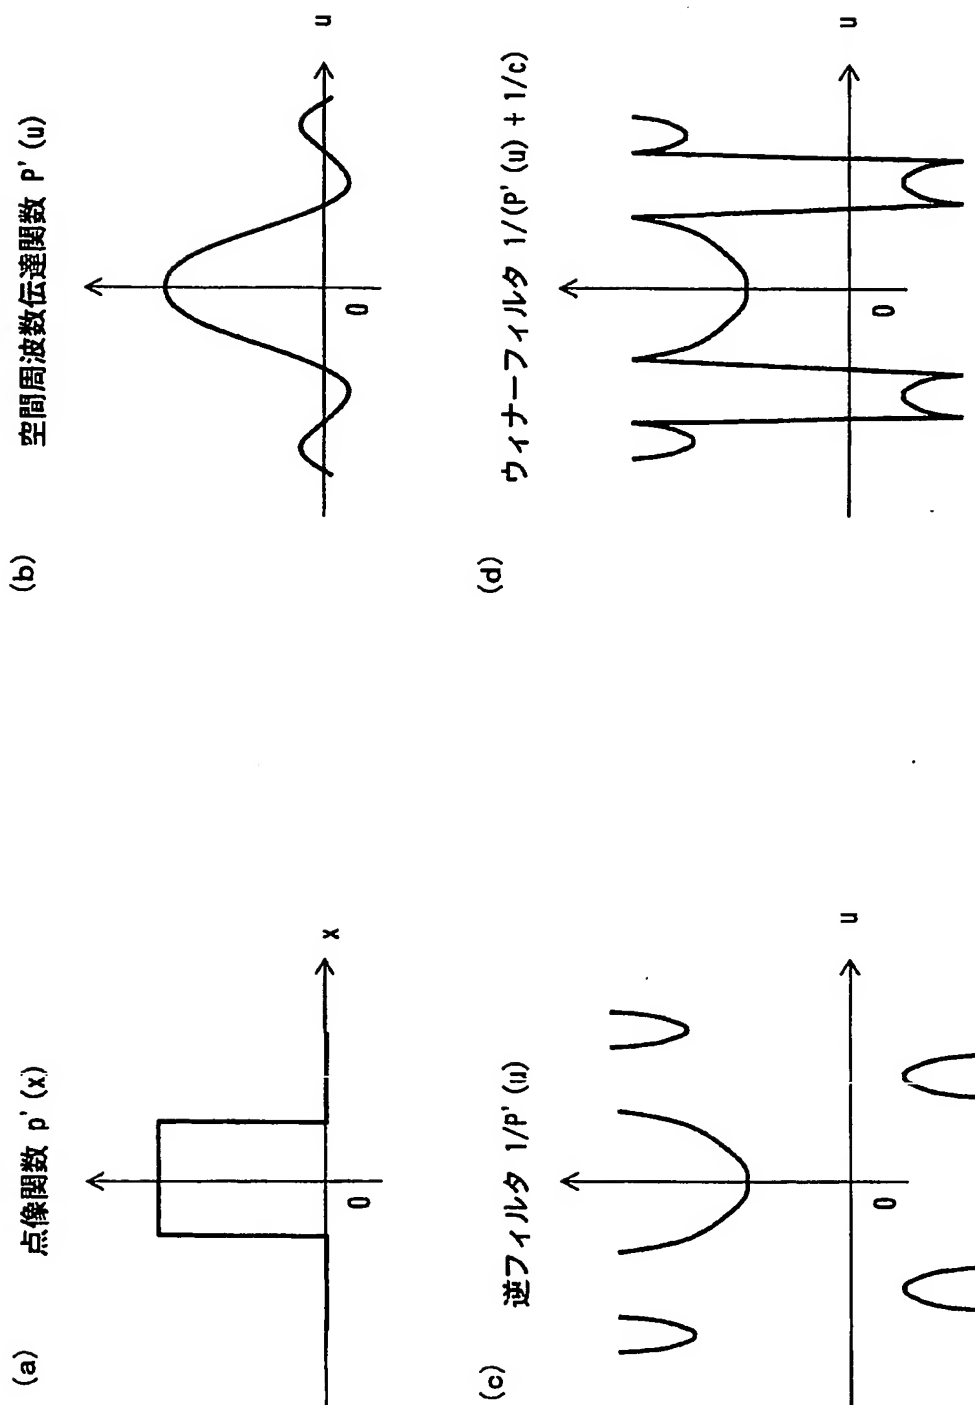 (a)
点像関数 p'(x)
x
0
(b)
空間周波数伝達関数 P'(u)
u
0
(c)
逆フィルタ 1/P'(u)
u
0
(d)
ウィナーフィルタ 1/(P'(u) + 1/c)
u
0